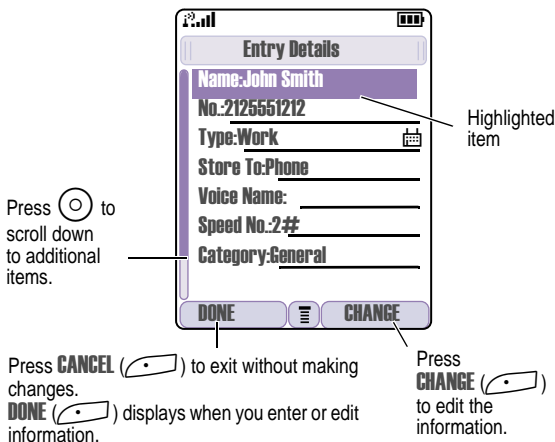 Entry Details
Name:John Smith
No.:2125551212
Type:Work
Store To:Phone
Voice Name:
Speed No.:2#
Category:General
DONE
CHANGE
Highlighted
item
Press to
scroll down
to additional
items.
Press CANCEL ( ) to exit without making
changes.
DONE ( ) displays when you enter or edit
information.
Press
CHANGE ( )
to edit the
information.